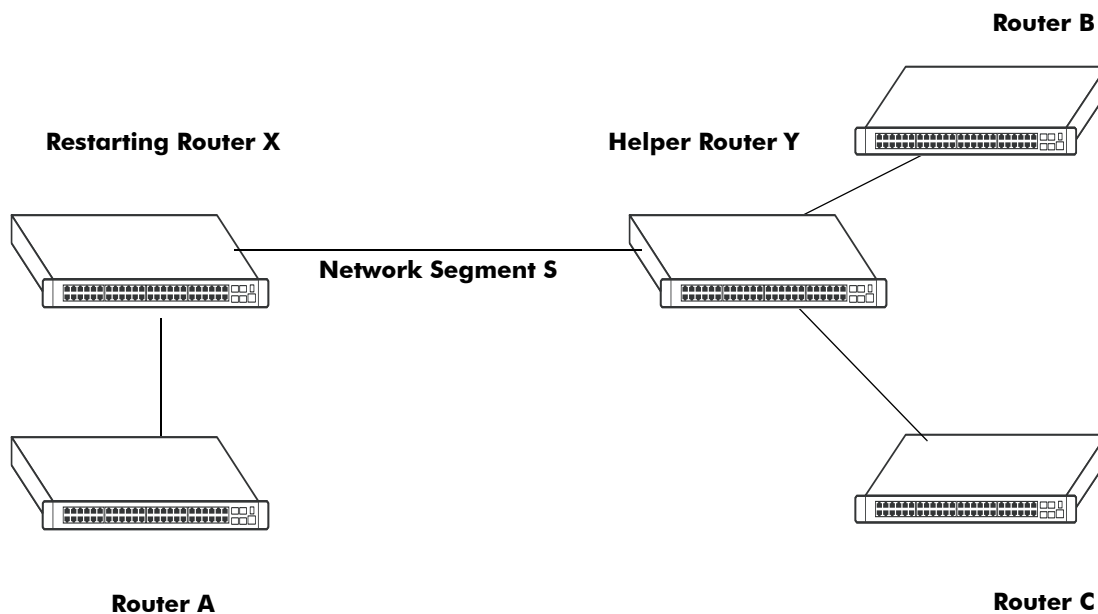 Router B
Restarting Router X
Helper Router Y
Network Segment S
Router A
Router C